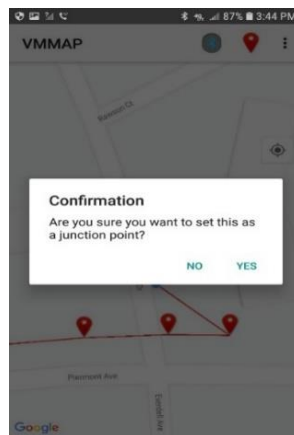 87% 3:44 PM
VMMAP
Confirmation
Are you sure you want to set this as
a junction point?
NO YES
Piedmont Ave
Google